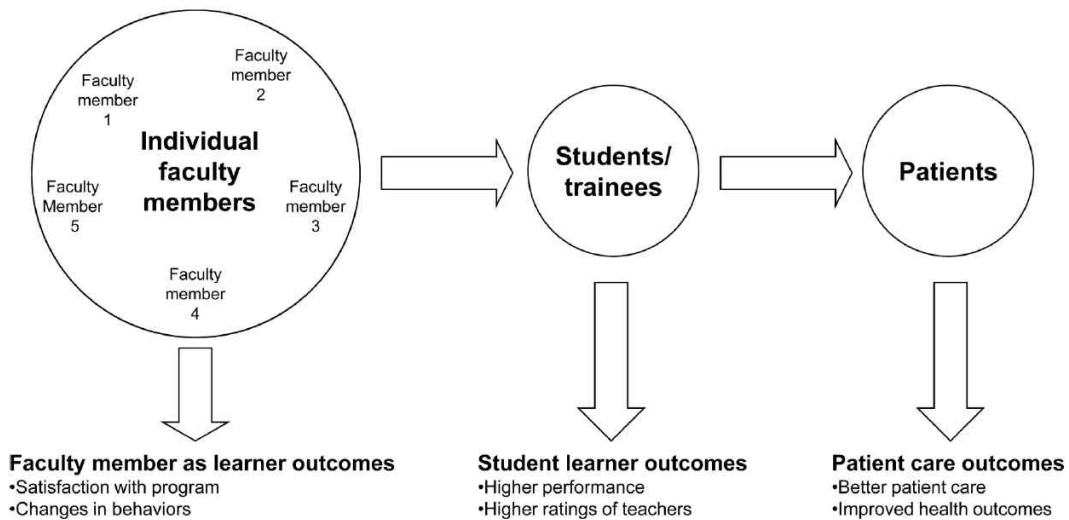 Faculty
member
1
Faculty
member
2
Individual
faculty
members
Faculty
Member
5
Faculty
member
3
Faculty
member
4
Students/
trainees
Patients
Faculty member as learner outcomes
•Satisfaction with program
•Changes in behaviors
Student learner outcomes
•Higher performance
•Higher ratings of teachers
Patient care outcomes
•Better patient care
•Improved health outcomes